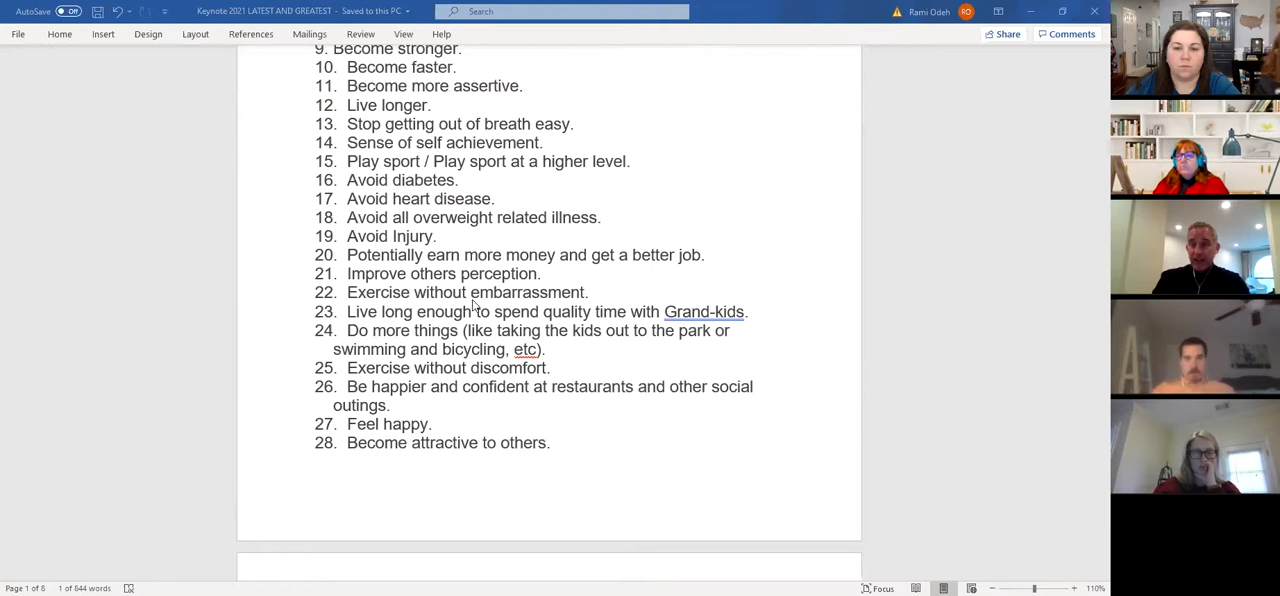 AutoSave Off Keynote 2021 LATEST AND GREATEST - Saved to this PC Search Rami Odeh RO
File Home Insert Design Layout References Mailings Review View Help Share Comments
9. Become stronger.
10. Become faster.
11. Become more assertive.
12. Live longer.
13. Stop getting out of breath easy.
14. Sense of self achievement.
15. Play sport / Play sport at a higher level.
16. Avoid diabetes.
17. Avoid heart disease.
18. Avoid all overweight related illness.
19. Avoid Injury.
20. Potentially earn more money and get a better job.
21. Improve others perception.
22. Exercise without embarrassment.
23. Live long enough to spend quality time with Grand-kids.
24. Do more things (like taking the kids out to the park or
swimming and bicycling, etc).
25. Exercise without discomfort.
26. Be happier and confident at restaurants and other social
outings.
27. Feel happy.
28. Become attractive to others.
Page 1 of 8 1 of 844 words Focus 110%